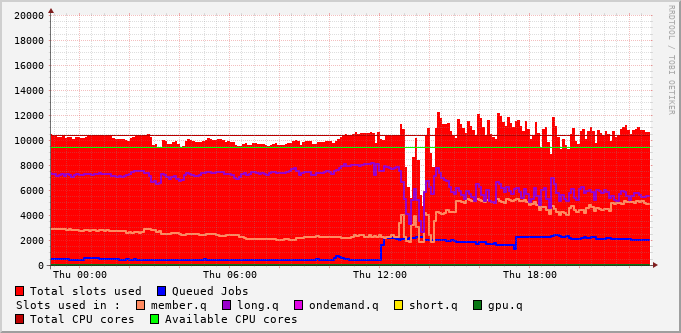 20000
18000
16000
14000
12000
10000
8000
6000
4000
2000
0
Thu 00:00 Thu 06:00 Thu 12:00 Thu 18:00
RRDTOOL / TOBI OETIKER
Total slots used Queued Jobs
Slots used in : member.q long.q ondemand.q short.q gpu.q
Total CPU cores Available CPU cores